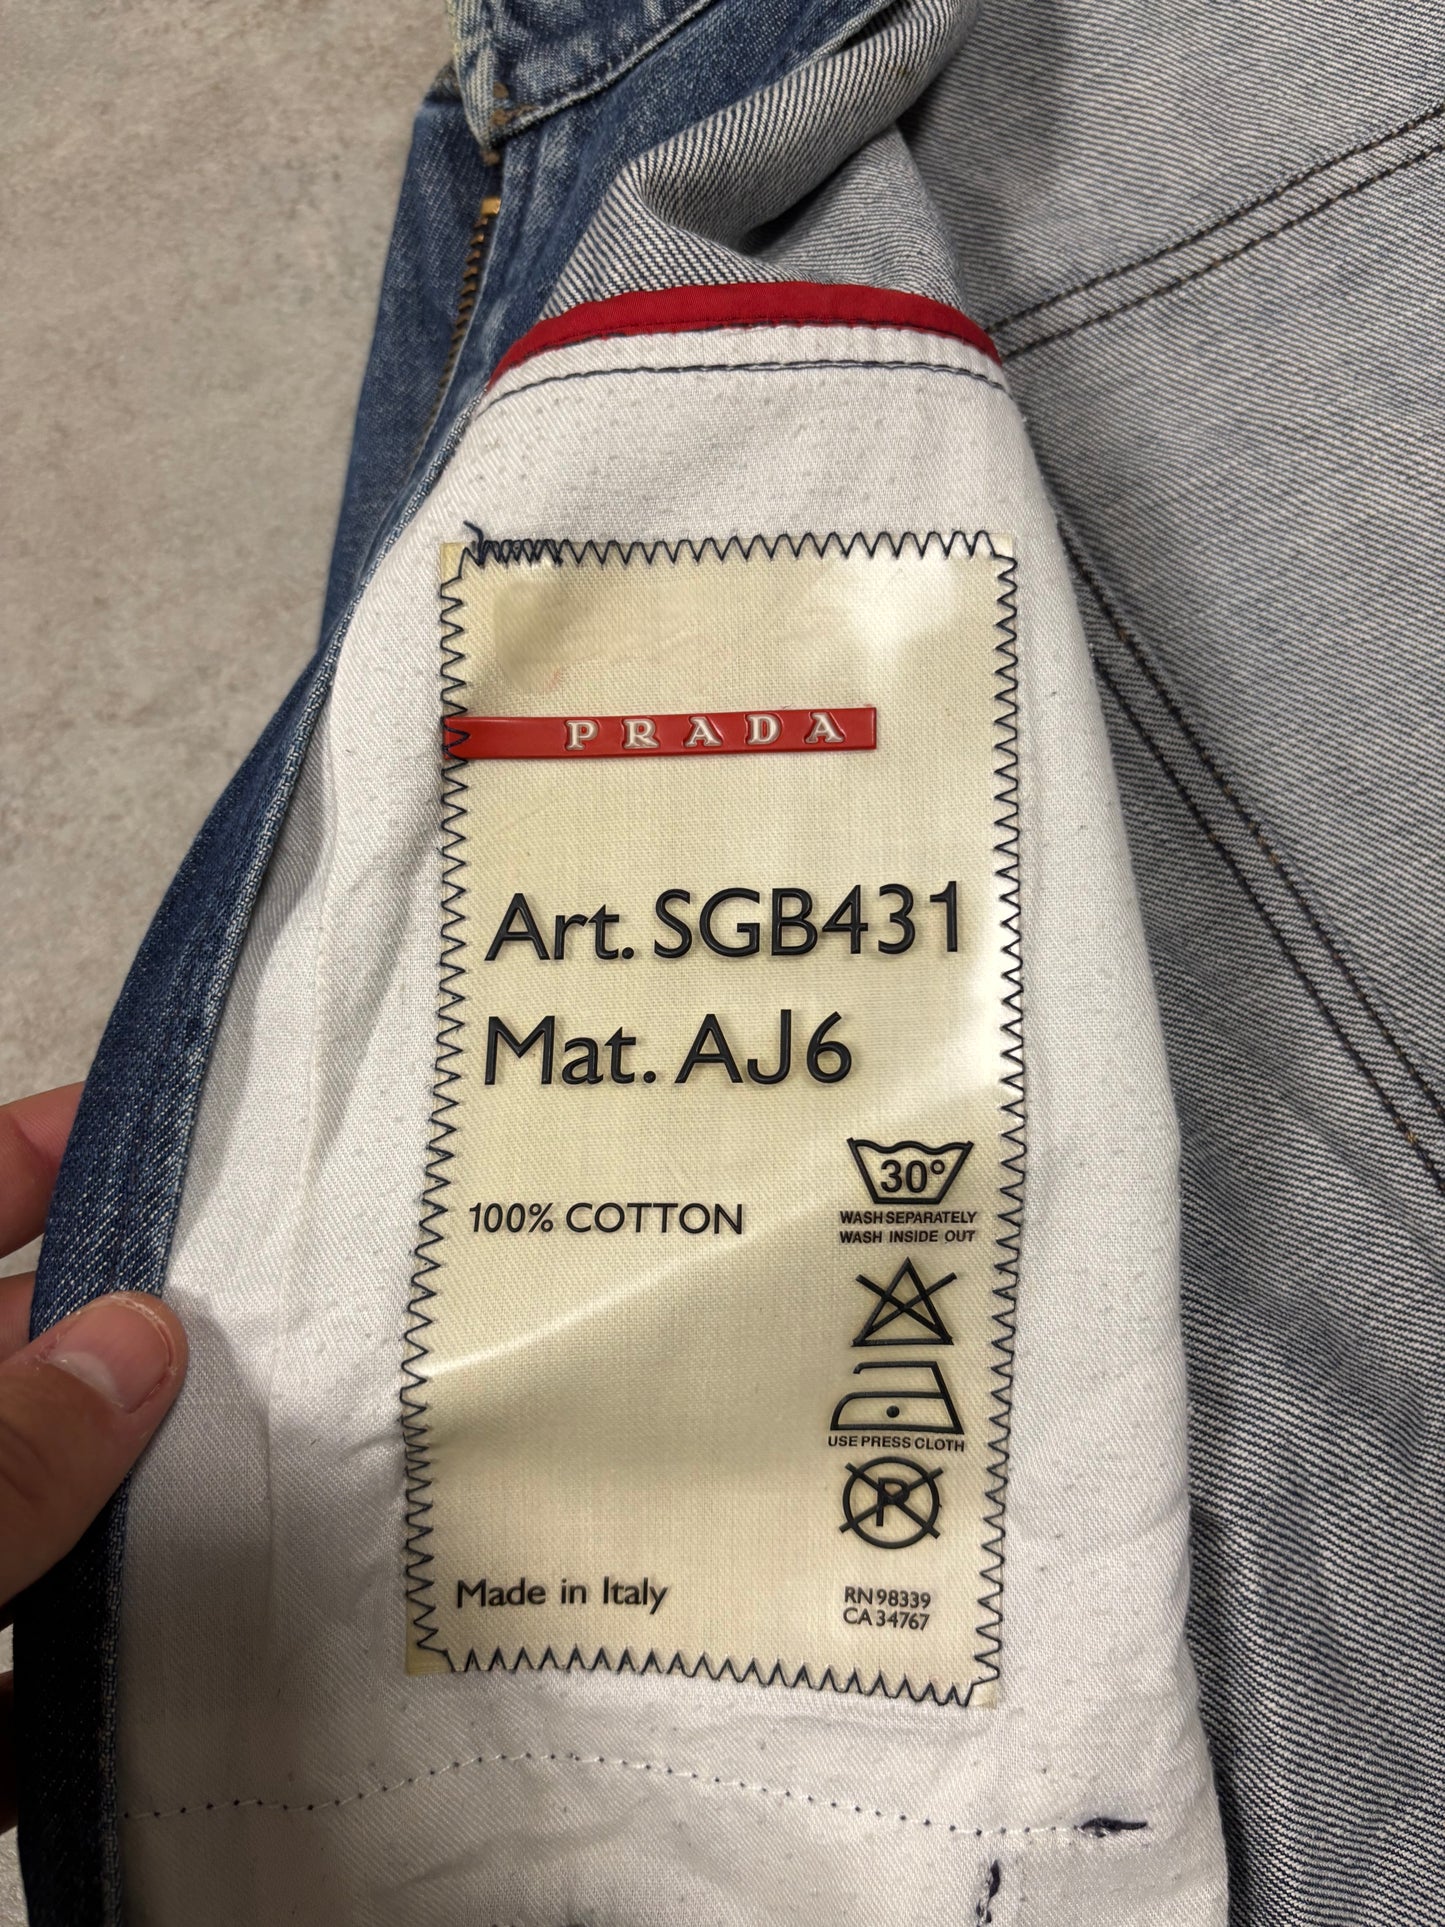 PRADA
Art. SGB431
Mat. AJ6
30°
100% COTTON
WASH SEPARATELY
WASH INSIDE OUT
USE PRESS CLOTH
P
Made in Italy
RN 98339
CA 34767